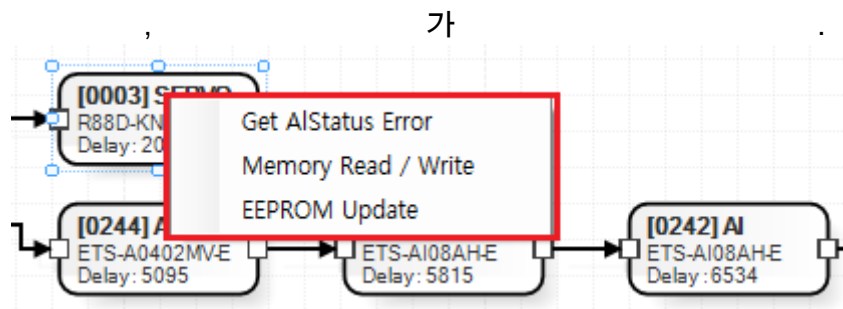 , 가 .
[0003] SERVO
R88D-KN
Delay: 20
Get AlStatus Error
Memory Read / Write
EEPROM Update
[0244] A
ETS-A0402MV-E
Delay: 5095
ETS-AI08AH-E
Delay: 5815
[0242] AI
ETS-AI08AH-E
Delay: 6534